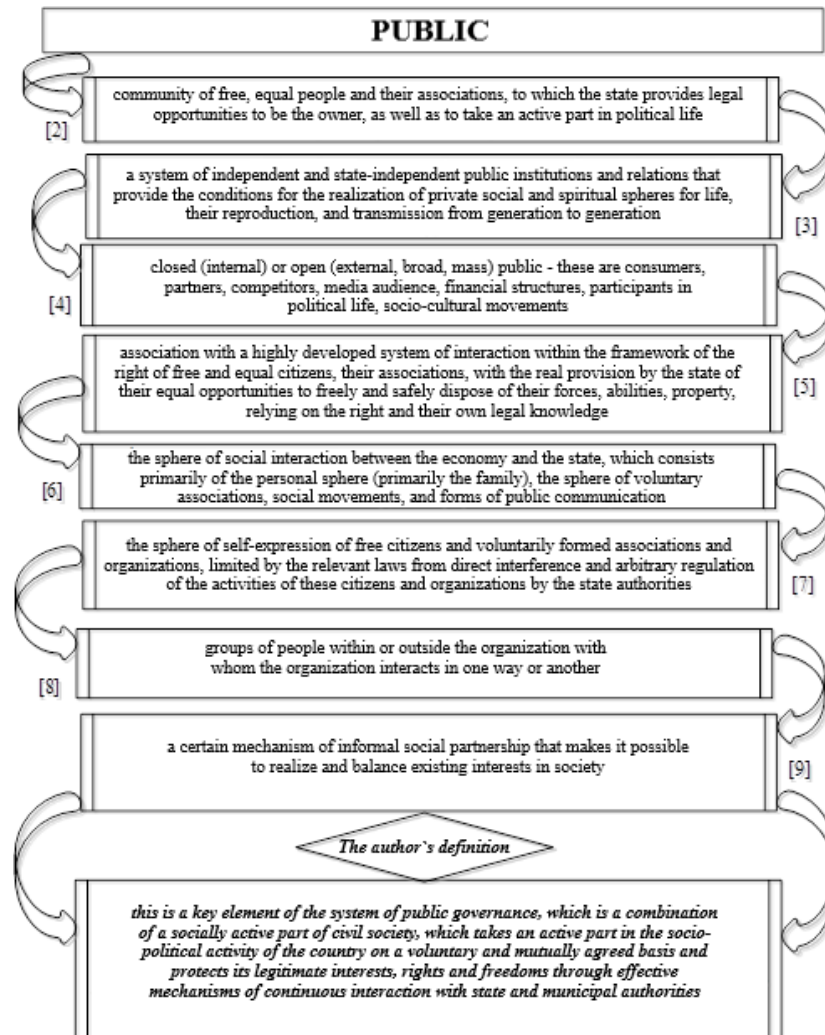 PUBLIC
community of free, equal people and their associations, to which the state provides legal
opportunities to be the owner, as well as to take an active part in political life
[2]
a system of independent and state-independent public institutions and relations that
provide the conditions for the realization of private social and spiritual spheres for life,
their reproduction, and transmission from generation to generation
[3]
closed (internal) or open (external, broad, mass) public - these are consumers,
partners, competitors, media audience, financial structures, participants in
political life, socio-cultural movements
[4]
association with a highly developed system of interaction within the framework of the
right of free and equal citizens, their associations, with the real provision by the state of
their equal opportunities to freely and safely dispose of their forces, abilities, property,
relying on the right and their own legal knowledge
[5]
the sphere of social interaction between the economy and the state, which consists
primarily of the personal sphere (primarily the family), the sphere of voluntary
associations, social movements, and forms of public communication
[6]
the sphere of self-expression of free citizens and voluntarily formed associations and
organizations, limited by the relevant laws from direct interference and arbitrary regulation
of the activities of these citizens and organizations by the state authorities
[7]
groups of people within or outside the organization with
whom the organization interacts in one way or another
[8]
a certain mechanism of informal social partnership that makes it possible
to realize and balance existing interests in society
[9]
The author`s definition
this is a key element of the system of public governance, which is a combination
of a socially active part of civil society, which takes an active part in the socio-
political activity of the country on a voluntary and mutually agreed basis and
protects its legitimate interests, rights and freedoms through effective
mechanisms of continuous interaction with state and municipal authorities